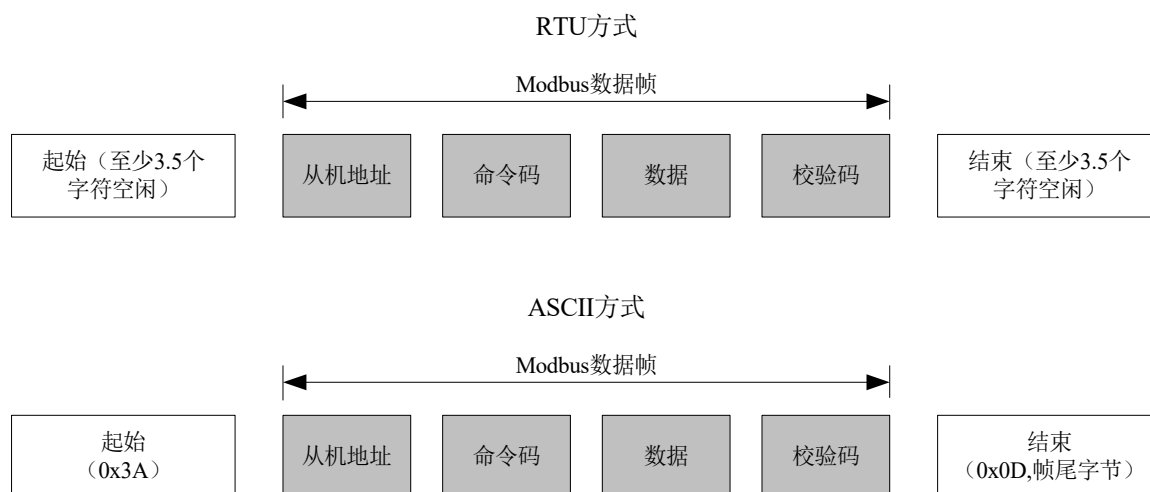 RTU方式
Modbus数据帧
起始（至少3.5个
字符空闲）
从机地址
命令码
数据
校验码
结束（至少3.5个
字符空闲）
ASCII方式
Modbus数据帧
起始
（0x3A）
从机地址
命令码
数据
校验码
结束
（0x0D,帧尾字节）